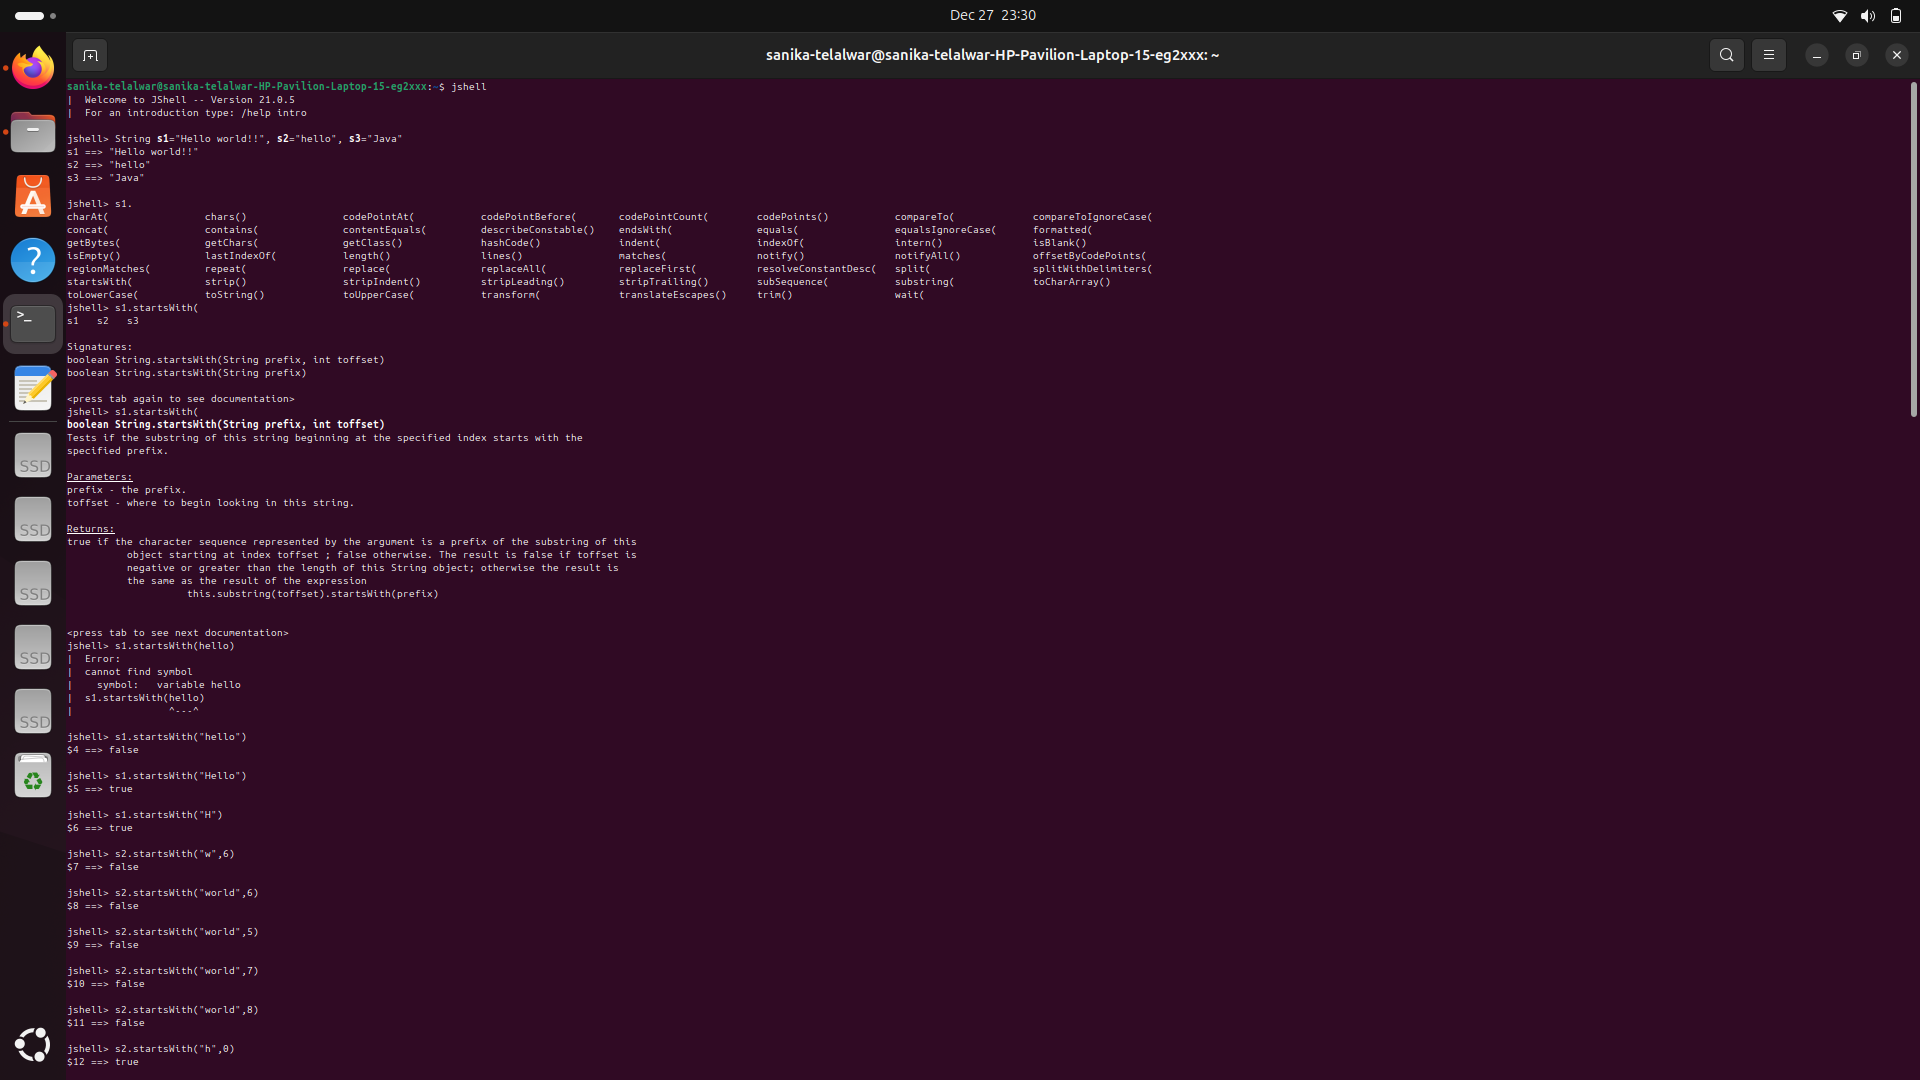 Dec 27 23:30
sanika-telalwar@sanika-telalwar-HP-Pavilion-Laptop-15-eg2xxx: ~
sanika-telalwar@sanika-telalwar-HP-Pavilion-Laptop-15-eg2xxx:~$ jshell
|  Welcome to JShell -- Version 21.0.5
|  For an introduction type: /help intro
jshell> String s1="Hello world!!", s2="hello", s3="Java"
s1 ==> "Hello world!!"
s2 ==> "hello"
s3 ==> "Java"
jshell> s1.
charAt( chars() codePointAt( codePointBefore( codePointCount( codePoints() compareTo( compareToIgnoreCase(
concat( contains( contentEquals( describeConstable() endsWith( equals( equalsIgnoreCase( formatted(
getBytes( getChars( getClass() hashCode() indent( indexOf( intern() isBlank()
isEmpty() lastIndexOf( length() lines() matches( notify() notifyAll() offsetByCodePoints(
regionMatches( repeat( replace( replaceAll( replaceFirst( resolveConstantDesc( split( splitWithDelimiters(
startsWith( strip() stripIndent() stripLeading() stripTrailing() subSequence( substring( toCharArray()
toLowerCase( toString() toUpperCase( transform( translateEscapes() trim() wait(
jshell> s1.startsWith(
s1   s2   s3
Signatures:
boolean String.startsWith(String prefix, int toffset)
boolean String.startsWith(String prefix)
<press tab again to see documentation>
jshell> s1.startsWith(
boolean String.startsWith(String prefix, int toffset)
Tests if the substring of this string beginning at the specified index starts with the
specified prefix.
Parameters:
prefix - the prefix.
toffset - where to begin looking in this string.
Returns:
true if the character sequence represented by the argument is a prefix of the substring of this
object starting at index toffset ; false otherwise. The result is false if toffset is
negative or greater than the length of this String object; otherwise the result is
the same as the result of the expression
this.substring(toffset).startsWith(prefix)
<press tab to see next documentation>
jshell> s1.startsWith(hello)
|  Error:
|  cannot find symbol
|    symbol:   variable hello
|  s1.startsWith(hello)
|                ^---^
jshell> s1.startsWith("hello")
$4 ==> false
jshell> s1.startsWith("Hello")
$5 ==> true
jshell> s1.startsWith("H")
$6 ==> true
jshell> s2.startsWith("w",6)
$7 ==> false
jshell> s2.startsWith("world",6)
$8 ==> false
jshell> s2.startsWith("world",5)
$9 ==> false
jshell> s2.startsWith("world",7)
$10 ==> false
jshell> s2.startsWith("world",8)
$11 ==> false
jshell> s2.startsWith("h",0)
$12 ==> true
SSD
SSD
SSD
SSD
SSD